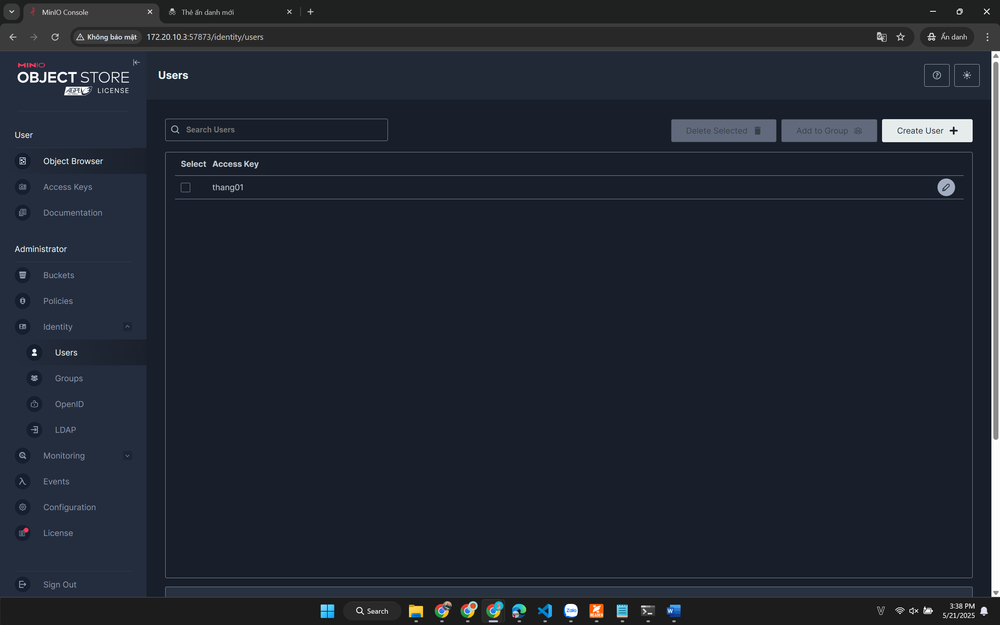 MinIO Console
Thẻ ẩn danh mới
Không bảo mật
172.20.10.3:57873/identity/users
Ẩn danh
MINIO
OBJECT STORE
AGPL LICENSE
Users
User
Object Browser
Access Keys
Documentation
Administrator
Buckets
Policies
Identity
Users
Groups
OpenID
LDAP
Monitoring
Events
Configuration
License
Sign Out
Search Users
Delete Selected
Add to Group
Create User
Select Access Key
thang01
Search
Zalo
READER
3:38 PM
5/21/2025